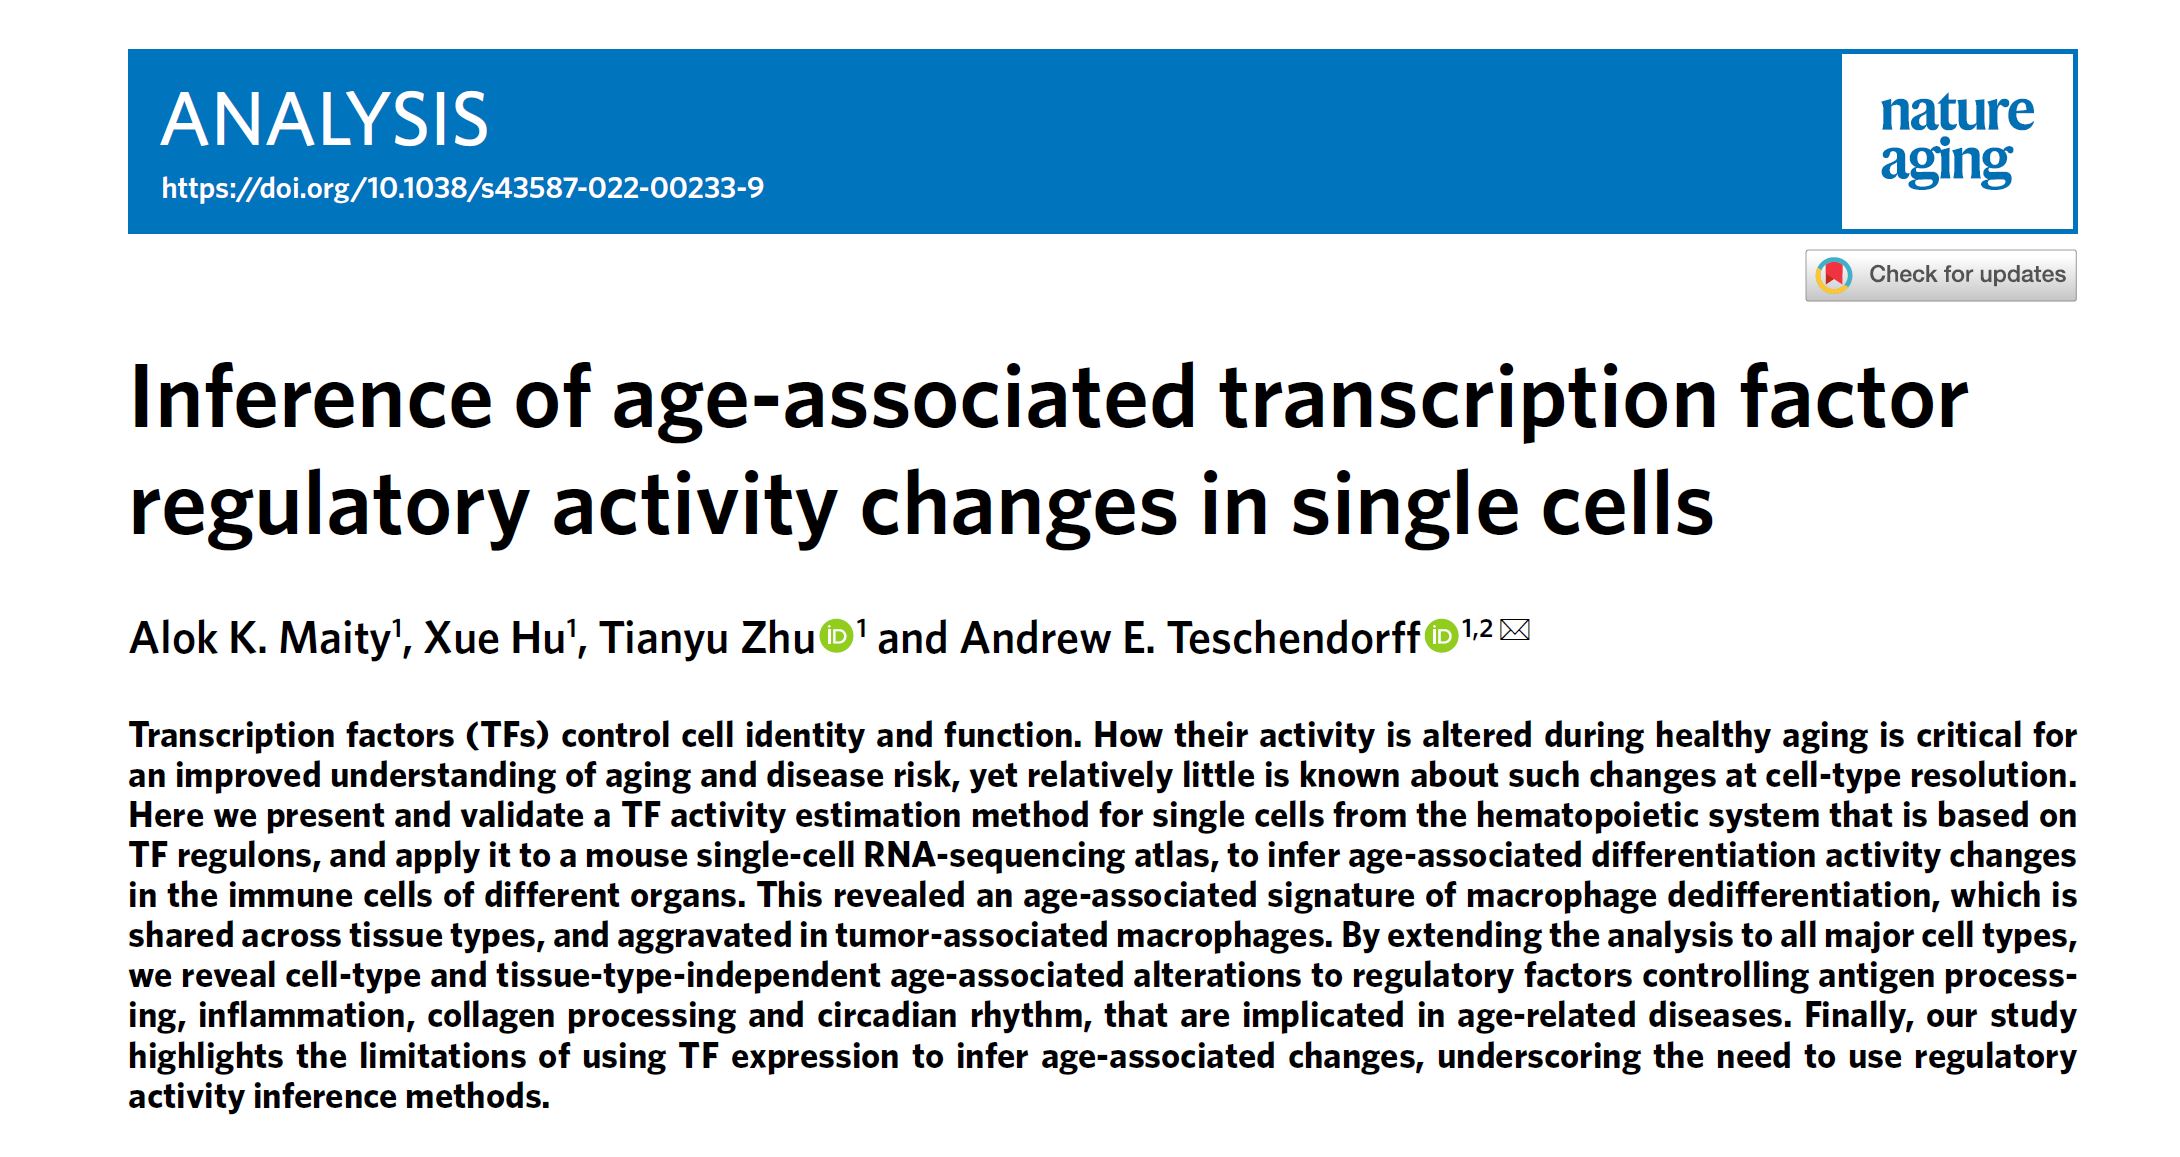 ANALYSIS
https://doi.org/10.1038/s43587-022-00233-9
nature
aging
Check for updates
Inference of age-associated transcription factor
regulatory activity changes in single cells
Alok K. Maity1, Xue Hu1, Tianyu Zhu iD 1 and Andrew E. Teschendorff iD 1,2
Transcription factors (TFs) control cell identity and function. How their activity is altered during healthy aging is critical for
an improved understanding of aging and disease risk, yet relatively little is known about such changes at cell-type resolution.
Here we present and validate a TF activity estimation method for single cells from the hematopoietic system that is based on
TF regulons, and apply it to a mouse single-cell RNA-sequencing atlas, to infer age-associated differentiation activity changes
in the immune cells of different organs. This revealed an age-associated signature of macrophage dedifferentiation, which is
shared across tissue types, and aggravated in tumor-associated macrophages. By extending the analysis to all major cell types,
we reveal cell-type and tissue-type-independent age-associated alterations to regulatory factors controlling antigen process-
ing, inflammation, collagen processing and circadian rhythm, that are implicated in age-related diseases. Finally, our study
highlights the limitations of using TF expression to infer age-associated changes, underscoring the need to use regulatory
activity inference methods.